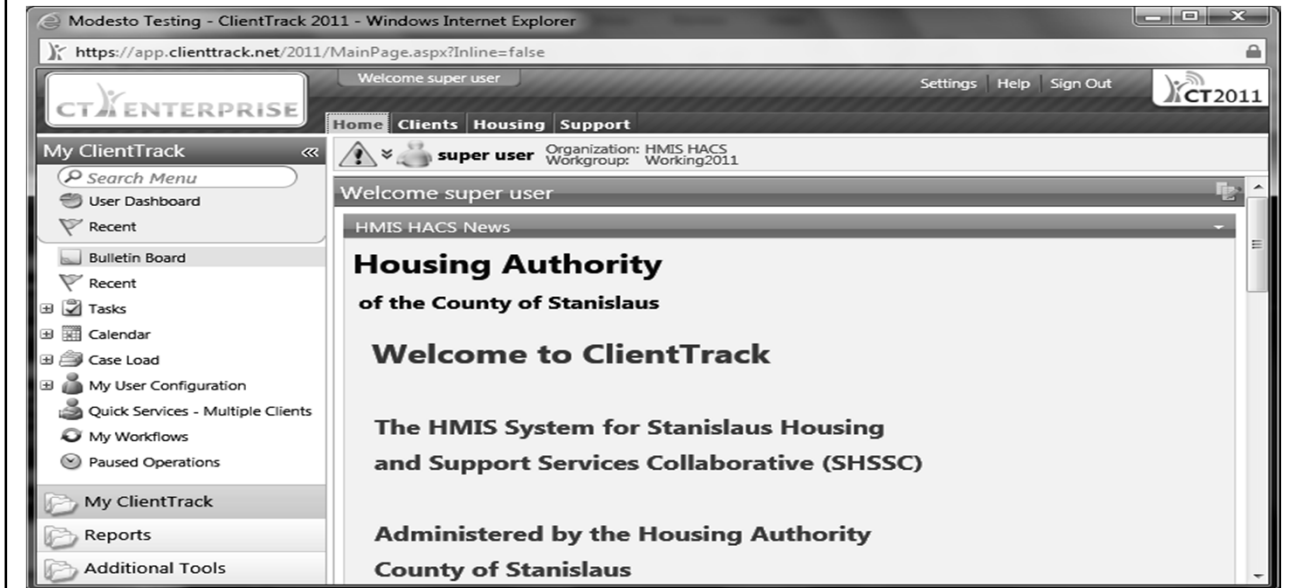 Modesto Testing - ClientTrack 2011 - Windows Internet Explorer
https://app.clienttrack.net/2011/MainPage.aspx?Inline=false
CT ENTERPRISE
Welcome super user
Settings Help Sign Out
CT2011
Home Clients Housing Support
My ClientTrack «
super user Organization: HMIS HACS
Workgroup: Working2011
Search Menu
User Dashboard
Recent
Bulletin Board
Recent
Tasks
Calendar
Case Load
My User Configuration
Quick Services - Multiple Clients
My Workflows
Paused Operations
My ClientTrack
Reports
Additional Tools
Welcome super user
HMIS HACS News
Housing Authority
of the County of Stanislaus
Welcome to ClientTrack
The HMIS System for Stanislaus Housing
and Support Services Collaborative (SHSSC)
Administered by the Housing Authority
County of Stanislaus